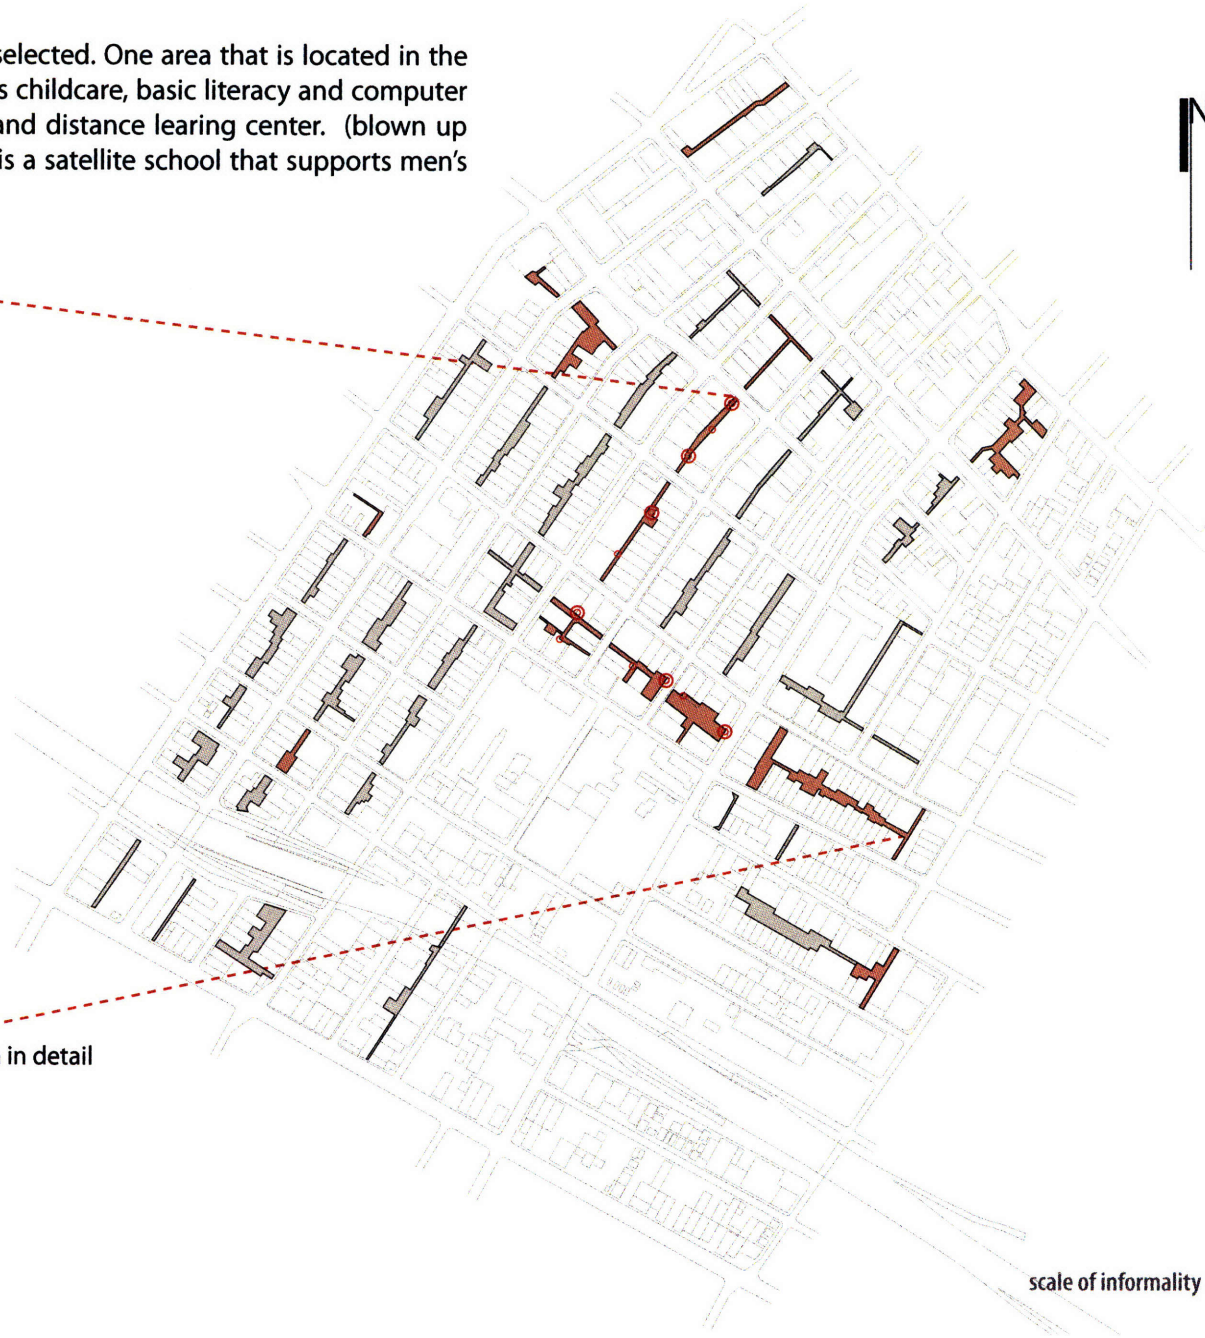 selected. One area that is located in the
s childcare, basic literacy and computer
and distance learing center. (blown up
is a satellite school that supports men's
N
in detail
scale of informality